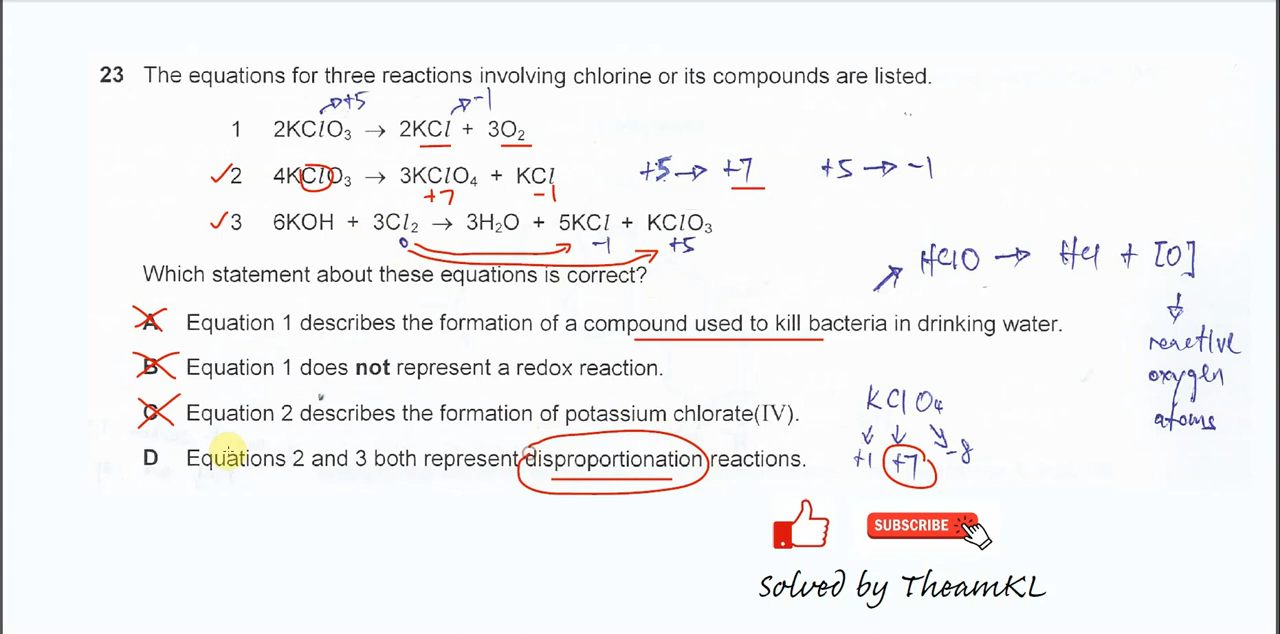 23 The equations for three reactions involving chlorine or its compounds are listed.
→+5 →-1
1 2KClO₃ → 2KCl + 3O₂
✓2 4KClO₃ → 3KClO₄ + KCl +5 → +7 +5 → -1
+7 -1
✓3 6KOH + 3Cl₂ → 3H₂O + 5KCl + KClO₃
0 -1 +5
Which statement about these equations is correct?
HClO → HCl + [O]
A Equation 1 describes the formation of a compound used to kill bacteria in drinking water.
reactive
oxygen
atoms
B Equation 1 does not represent a redox reaction.
C Equation 2 describes the formation of potassium chlorate(IV).
KClO₄
+1 +7 -8
D Equations 2 and 3 both represent disproportionation reactions.
SUBSCRIBE
Solved by TheamKL